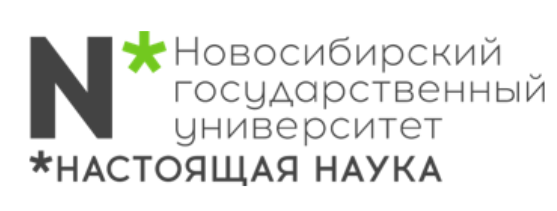 N* Новосибирский
государственный
университет
*НАСТОЯЩАЯ НАУКА